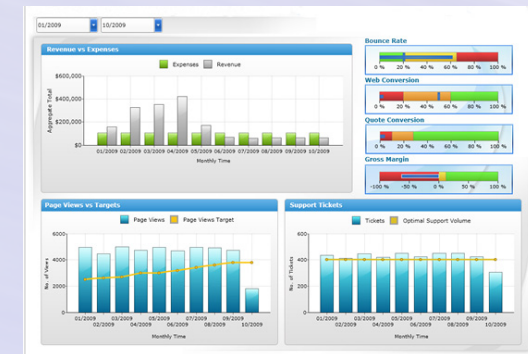 01/2009 10/2009
Revenue vs Expenses
Expenses Revenue
$600,000
$400,000
$200,000
$0
Aggregate Total
01/2009 02/2009 03/2009 04/2009 05/2009 06/2009 07/2009 08/2009 09/2009 10/2009
Monthly Time
Bounce Rate
0 % 20 % 40 % 60 % 80 % 100 %
Web Conversion
0 % 20 % 40 % 60 % 80 % 100 %
Quote Conversion
0 % 20 % 40 % 60 % 80 % 100 %
Gross Margin
-100 % -50 % 0 % 50 % 100 %
Page Views vs Targets
Page Views Page Views Target
6000
4000
2000
0
No. of Views
01/2009 03/2009 05/2009 07/2009 09/2009
02/2009 04/2009 06/2009 08/2009 10/2009
Monthly Time
Support Tickets
Tickets Optimal Support Volume
600
400
200
0
No. of Tickets
01/2009 03/2009 05/2009 07/2009 09/2009
02/2009 04/2009 06/2009 08/2009 10/2009
Monthly Time